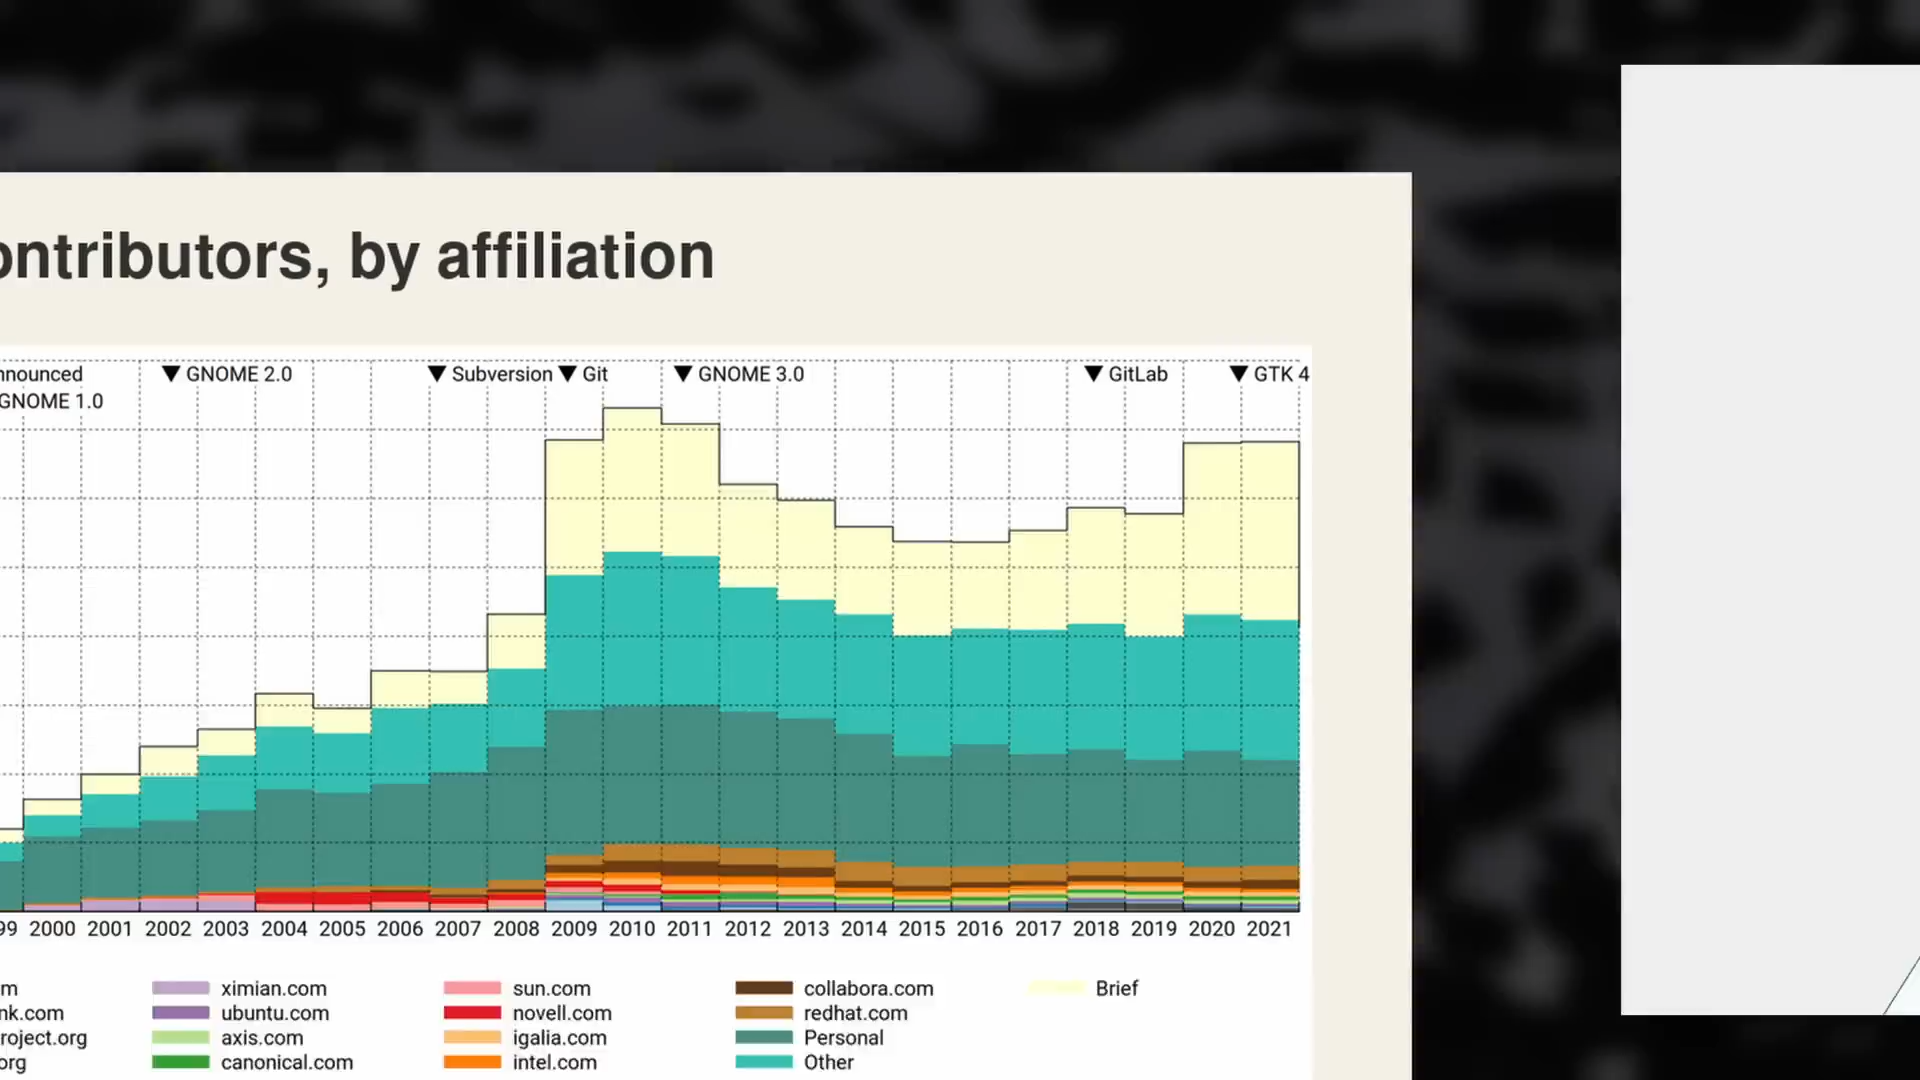 ontributors, by affiliation
nnounced ▼ GNOME 2.0 ▼ Subversion ▼ Git ▼ GNOME 3.0 ▼ GitLab ▼ GTK 4
GNOME 1.0
99 2000 2001 2002 2003 2004 2005 2006 2007 2008 2009 2010 2011 2012 2013 2014 2015 2016 2017 2018 2019 2020 2021
m ximian.com sun.com collabora.com Brief
nk.com ubuntu.com novell.com redhat.com
roject.org axis.com igalia.com Personal
org canonical.com intel.com Other